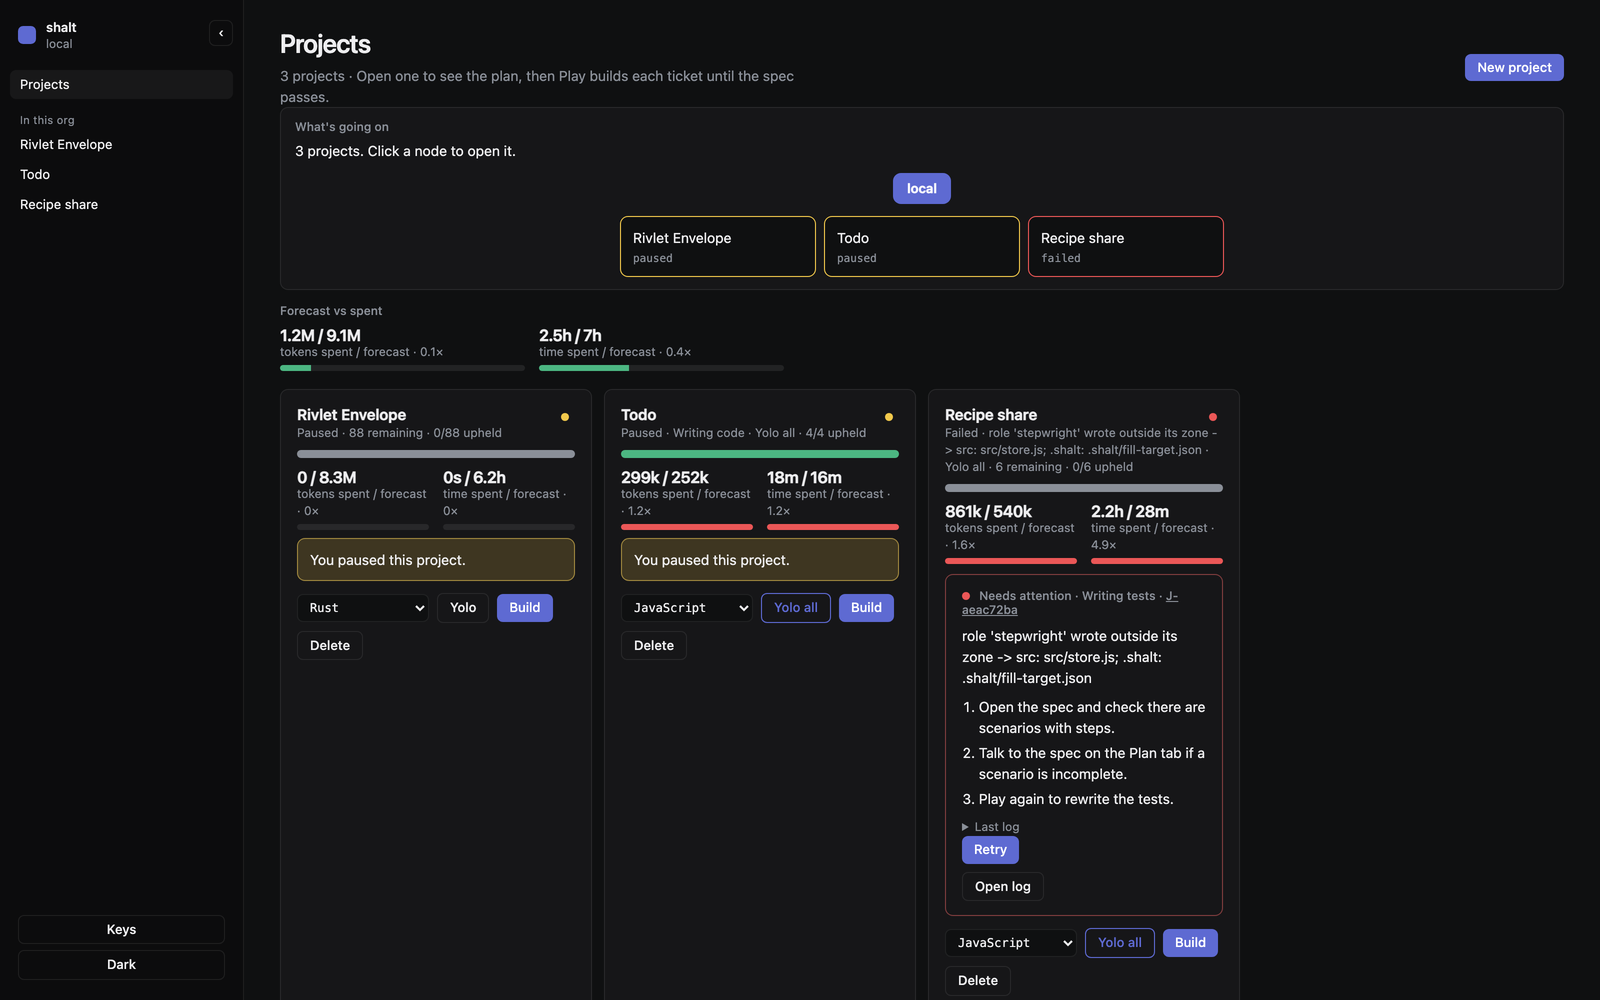 shalt
local
‹
Projects
In this org
Rivlet Envelope
Todo
Recipe share
Keys
Dark
Projects
3 projects · Open one to see the plan, then Play builds each ticket until the spec
passes.
New project
What's going on
3 projects. Click a node to open it.
local
Rivlet Envelope
paused
Todo
paused
Recipe share
failed
Forecast vs spent
1.2M / 9.1M
tokens spent / forecast · 0.1×
2.5h / 7h
time spent / forecast · 0.4×
Rivlet Envelope
Paused · 88 remaining · 0/88 upheld
0 / 8.3M
tokens spent / forecast
· 0×
0s / 6.2h
time spent / forecast ·
0×
You paused this project.
Rust
Yolo
Build
Delete
Todo
Paused · Writing code · Yolo all · 4/4 upheld
299k / 252k
tokens spent / forecast
· 1.2×
18m / 16m
time spent / forecast ·
1.2×
You paused this project.
JavaScript
Yolo all
Build
Delete
Recipe share
Failed · role 'stepwright' wrote outside its zone -
> src: src/store.js; .shalt: .shalt/fill-target.json ·
Yolo all · 6 remaining · 0/6 upheld
861k / 540k
tokens spent / forecast
· 1.6×
2.2h / 28m
time spent / forecast ·
4.9×
Needs attention · Writing tests · J-
aeac72ba
role 'stepwright' wrote outside its
zone -> src: src/store.js; .shalt:
.shalt/fill-target.json
1. Open the spec and check there are
scenarios with steps.
2. Talk to the spec on the Plan tab if a
scenario is incomplete.
3. Play again to rewrite the tests.
Last log
Retry
Open log
JavaScript
Yolo all
Build
Delete